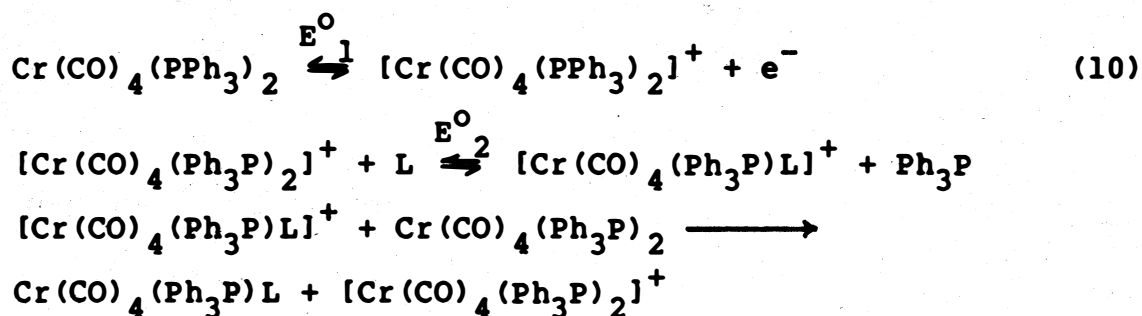 Cr(CO)₄(PPh₃)₂ ⇌ [Cr(CO)₄(PPh₃)₂]⁺ + e⁻ (10)
E°₁
[Cr(CO)₄(Ph₃P)₂]⁺ + L ⇌ [Cr(CO)₄(Ph₃P)L]⁺ + Ph₃P
E°₂
[Cr(CO)₄(Ph₃P)L]⁺ + Cr(CO)₄(Ph₃P)₂ ⟶
Cr(CO)₄(Ph₃P)L + [Cr(CO)₄(Ph₃P)₂]⁺